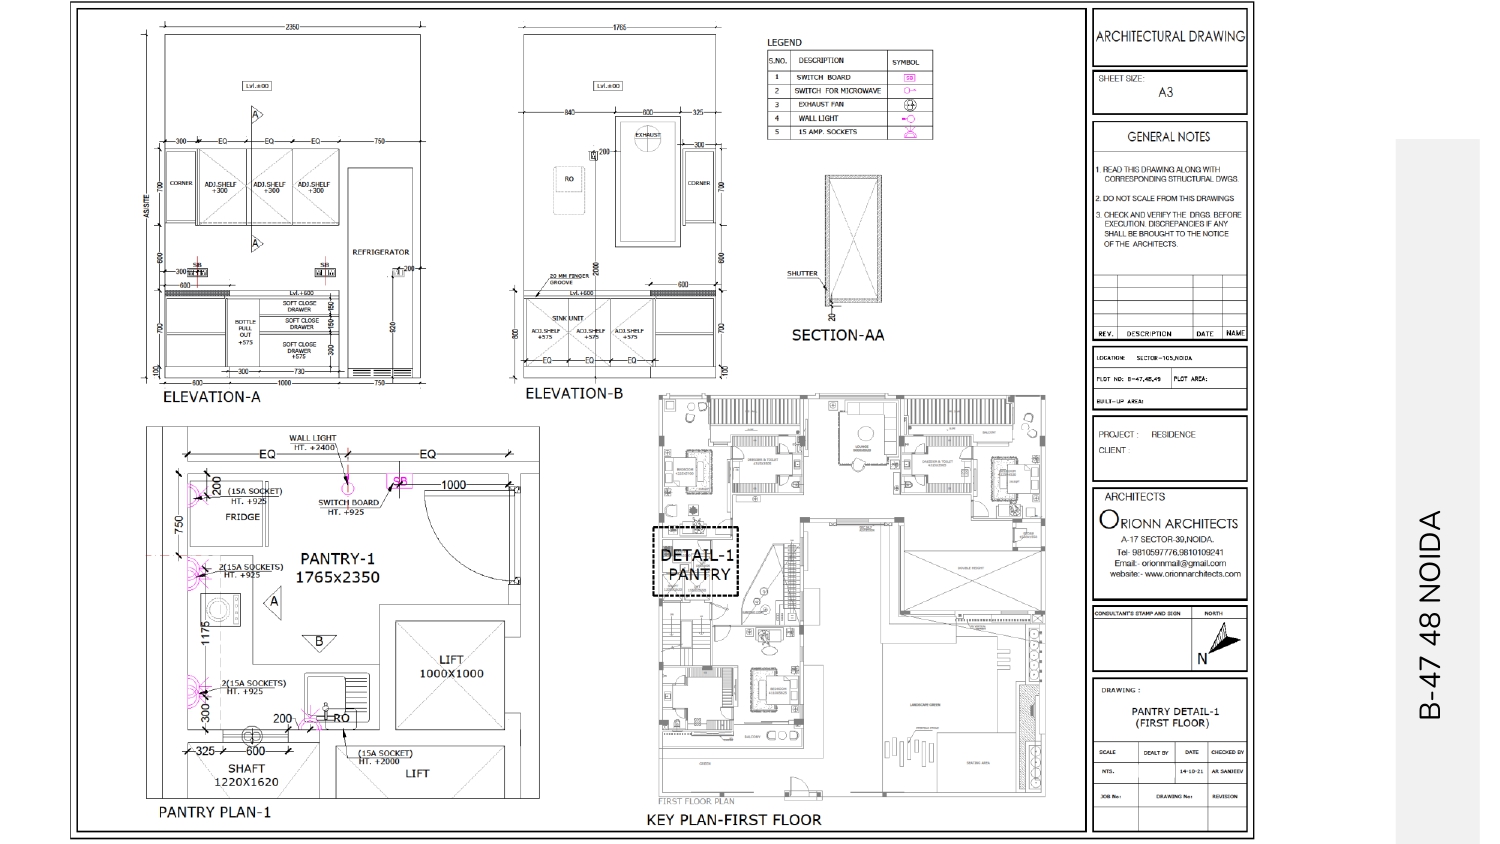 2350
Lvl.±00
A
300
EQ
EQ
EQ
750
CORNER
ADJ.SHELF
+300
ADJ.SHELF
+300
ADJ.SHELF
+300
700
AS/SITE
A
REFRIGERATOR
600
SB
300
SB
200
600
Lvl.+600
SOFT CLOSE
DRAWER
150
SOFT CLOSE
DRAWER
150
BOTTLE
PULL
OUT
+575
SOFT CLOSE
DRAWER
+575
300
700
920
300
730
100
600
1000
750
ELEVATION-A
1765
Lvl.±00
840
600
325
EXHAUST
200
300
RO
CORNER
700
600
20 MM FINGER
GROOVE
2000
600
Lvl.+600
SINK UNIT
ADJ.SHELF
+575
ADJ.SHELF
+575
ADJ.SHELF
+575
800
700
EQ
EQ
EQ
100
ELEVATION-B
LEGEND
S.NO. DESCRIPTION SYMBOL
1 SWITCH BOARD SB
2 SWITCH FOR MICROWAVE
3 EXHAUST FAN
4 WALL LIGHT
5 15 AMP. SOCKETS
SHUTTER
20
SECTION-AA
WALL LIGHT
HT. +2400
EQ
EQ
200
(15A SOCKET)
HT. +925
FRIDGE
SB
SWITCH BOARD
HT. +925
1000
750
PANTRY-1
1765x2350
2(15A SOCKETS)
HT. +925
A
1175
B
LIFT
1000X1000
2(15A SOCKETS)
HT. +925
300
200
RO
325
600
(15A SOCKET)
HT. +2000
SHAFT
1220X1620
LIFT
PANTRY PLAN-1
DETAIL-1
PANTRY
FIRST FLOOR PLAN
KEY PLAN-FIRST FLOOR
ARCHITECTURAL DRAWING
SHEET SIZE:
A3
GENERAL NOTES
1. READ THIS DRAWING ALONG WITH
CORRESPONDING STRUCTURAL DWGS.
2. DO NOT SCALE FROM THIS DRAWINGS
3. CHECK AND VERIFY THE DRGS. BEFORE
EXECUTION. DISCREPANCIES IF ANY
SHALL BE BROUGHT TO THE NOTICE
OF THE ARCHITECTS.
REV. DESCRIPTION DATE NAME
LOCATION: SECTOR-105,NOIDA
PLOT NO: B-47,48,49 PLOT AREA:
BUILT-UP AREA:
PROJECT : RESIDENCE
CLIENT :
ARCHITECTS
ORIONN ARCHITECTS
A-17 SECTOR-39,NOIDA.
Tel- 9810597776,9810109241
Email:- orionnmail@gmail.com
website:- www.orionnarchitects.com
CONSULTANT'S STAMP AND SIGN NORTH
N
DRAWING :
PANTRY DETAIL-1
(FIRST FLOOR)
SCALE DEALT BY DATE CHECKED BY
NTS. 14-10-21 AR SANJEEV
JOB No: DRAWING No: REVISION
B-47 48 NOIDA